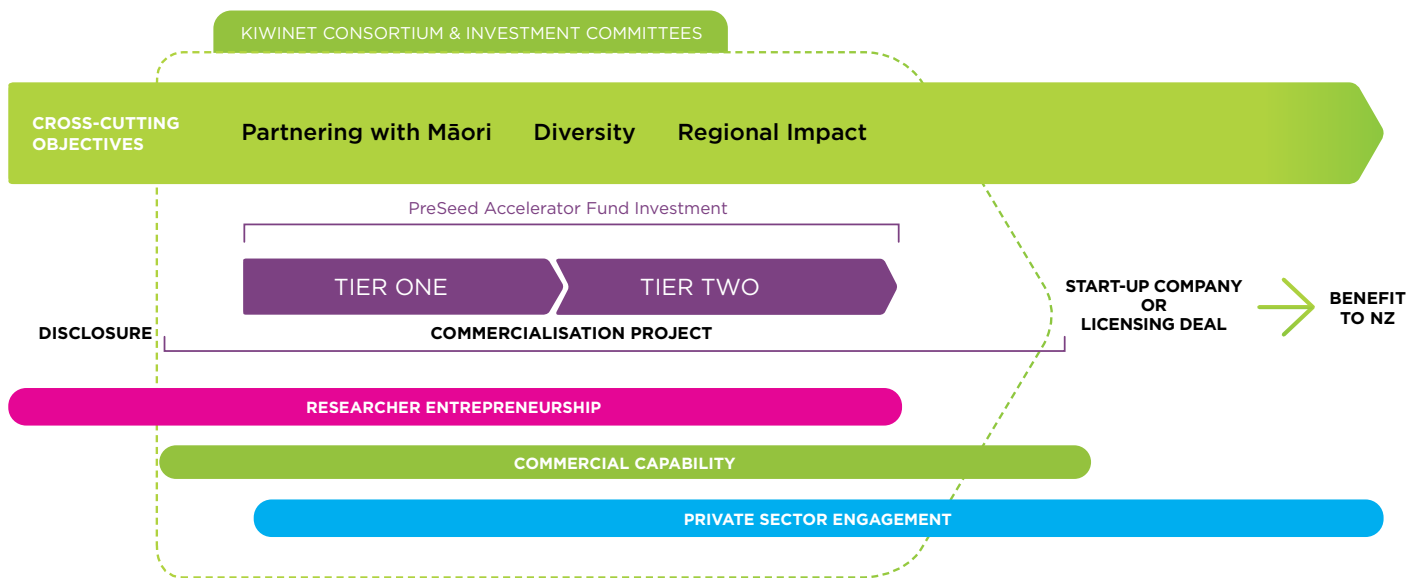 KIWINET CONSORTIUM & INVESTMENT COMMITTEES
CROSS-CUTTING
OBJECTIVES
Partnering with Māori
Diversity
Regional Impact
PreSeed Accelerator Fund Investment
TIER ONE
TIER TWO
DISCLOSURE
COMMERCIALISATION PROJECT
START-UP COMPANY
OR
LICENSING DEAL
BENEFIT
TO NZ
RESEARCHER ENTREPRENEURSHIP
COMMERCIAL CAPABILITY
PRIVATE SECTOR ENGAGEMENT